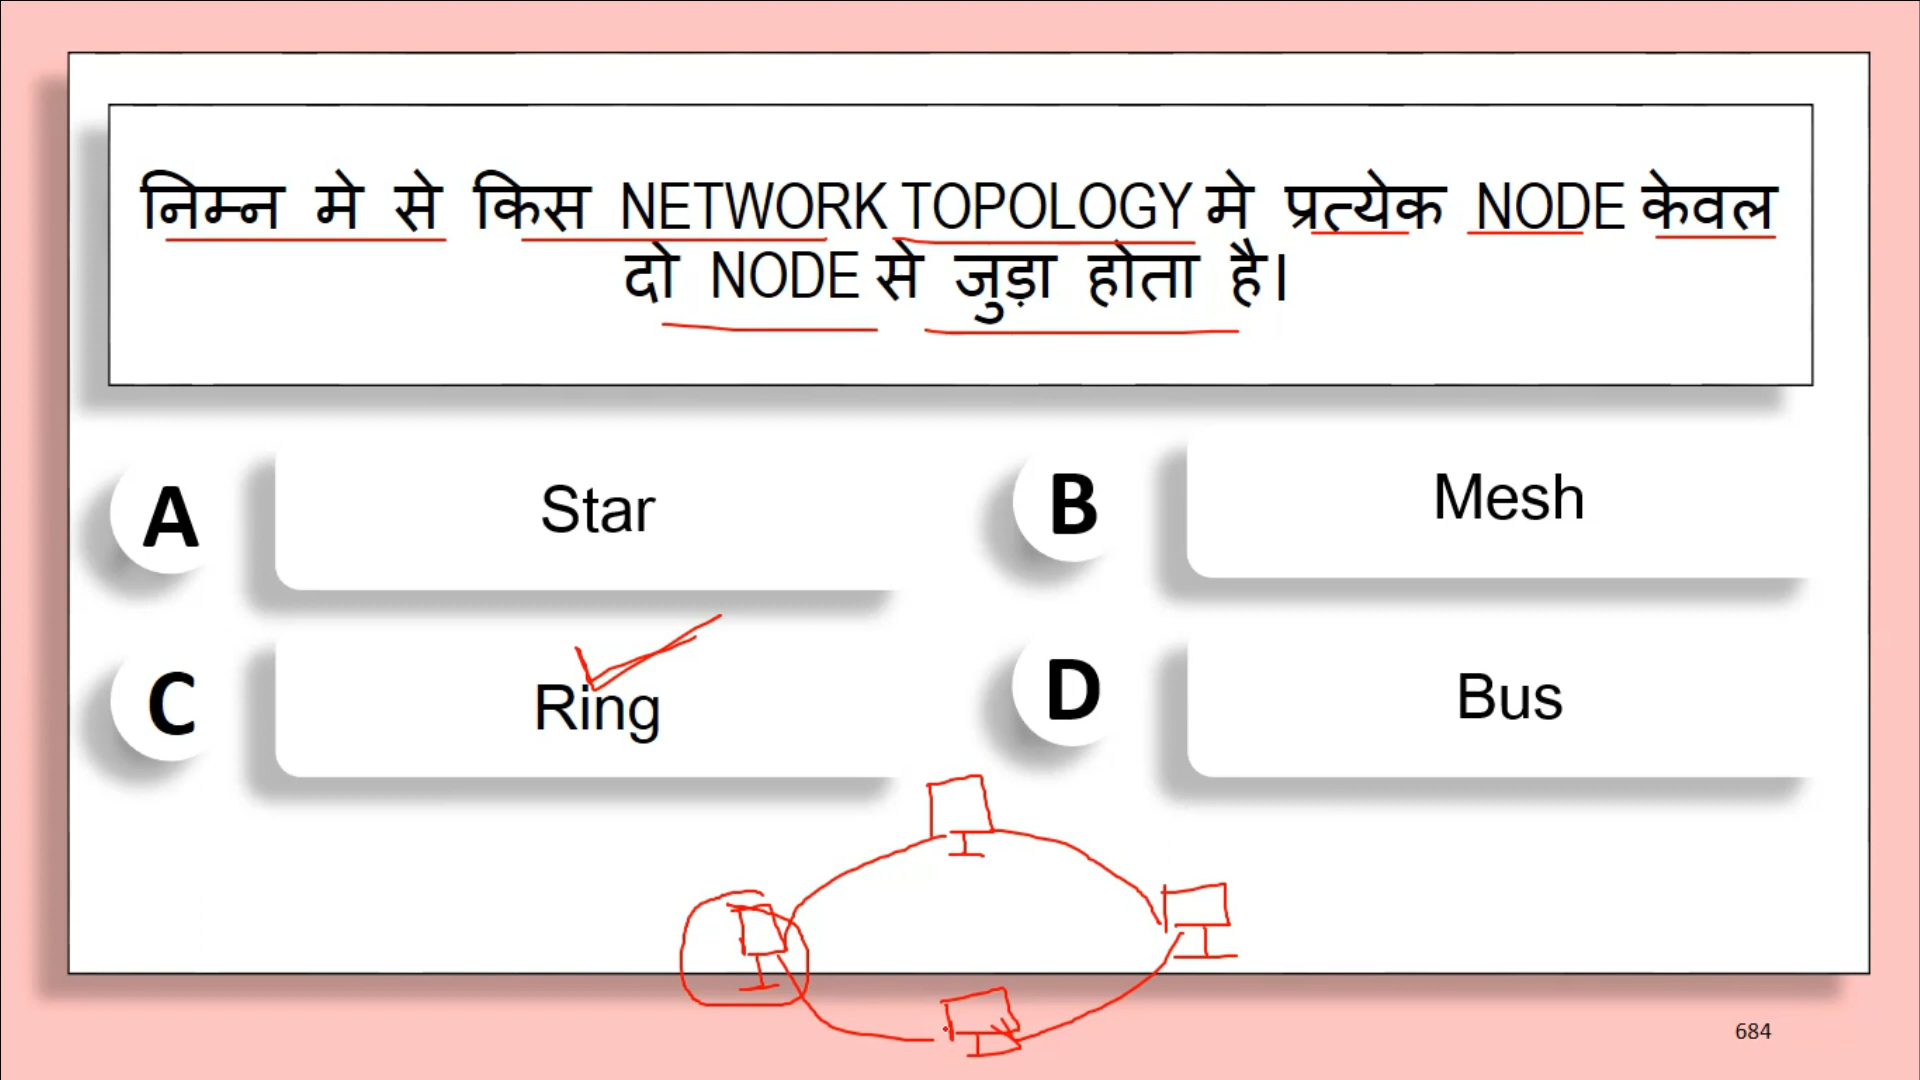 निम्न मे से किस NETWORK TOPOLOGY मे प्रत्येक NODE केवल
दो NODE से जुड़ा होता है।
A Star
B Mesh
C Ring
D Bus
684